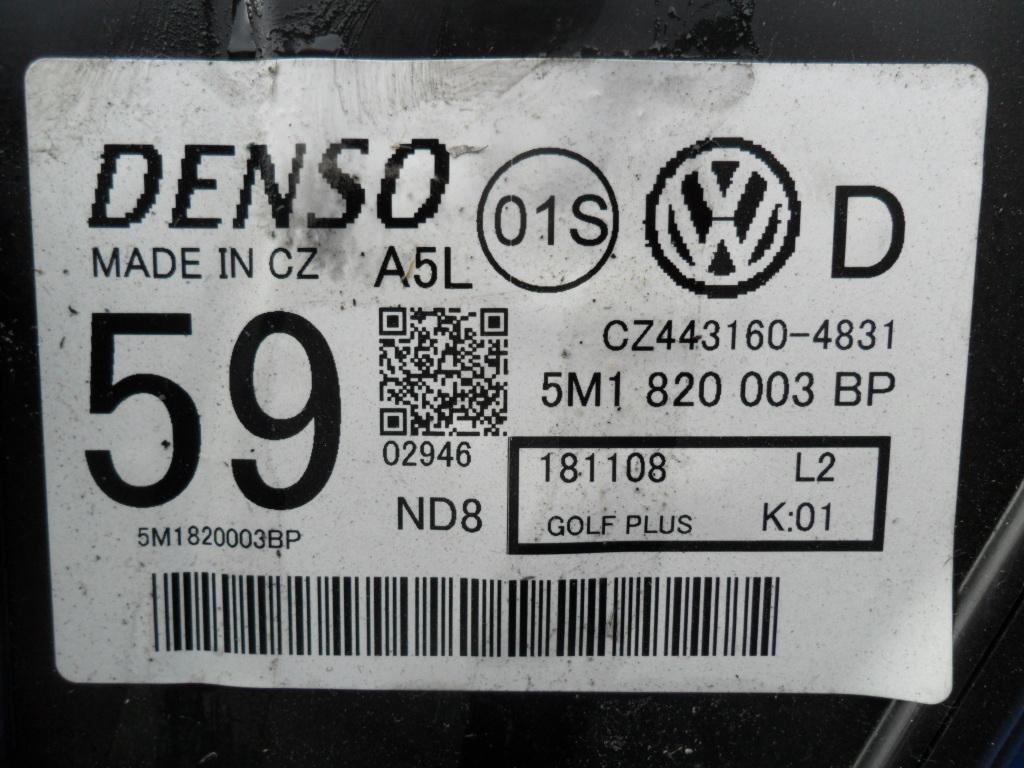 DENSO
01S
D
MADE IN CZ
A5L
CZ443160-4831
59
5M1 820 003 BP
02946
181108 L2
ND8
GOLF PLUS K:01
5M1820003BP